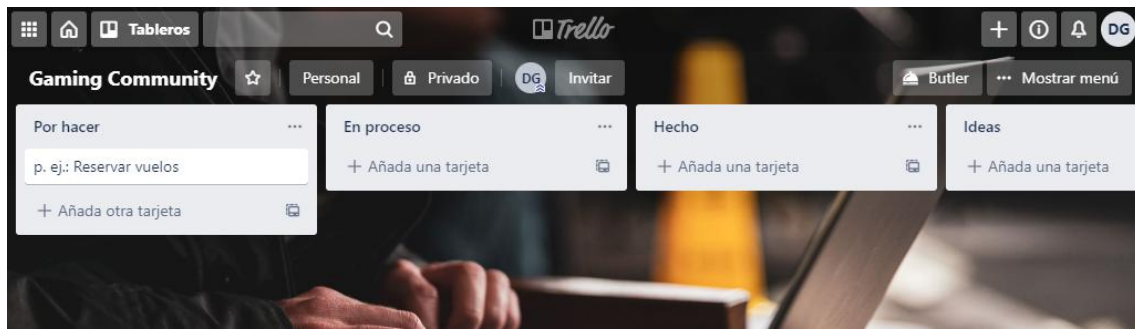 Tableros
Trello
DG
Gaming Community
Personal
Privado
DG
Invitar
Butler
··· Mostrar menú
Por hacer
p. ej.: Reservar vuelos
+ Añada otra tarjeta
En proceso
+ Añada una tarjeta
Hecho
+ Añada una tarjeta
Ideas
+ Añada una tarjeta